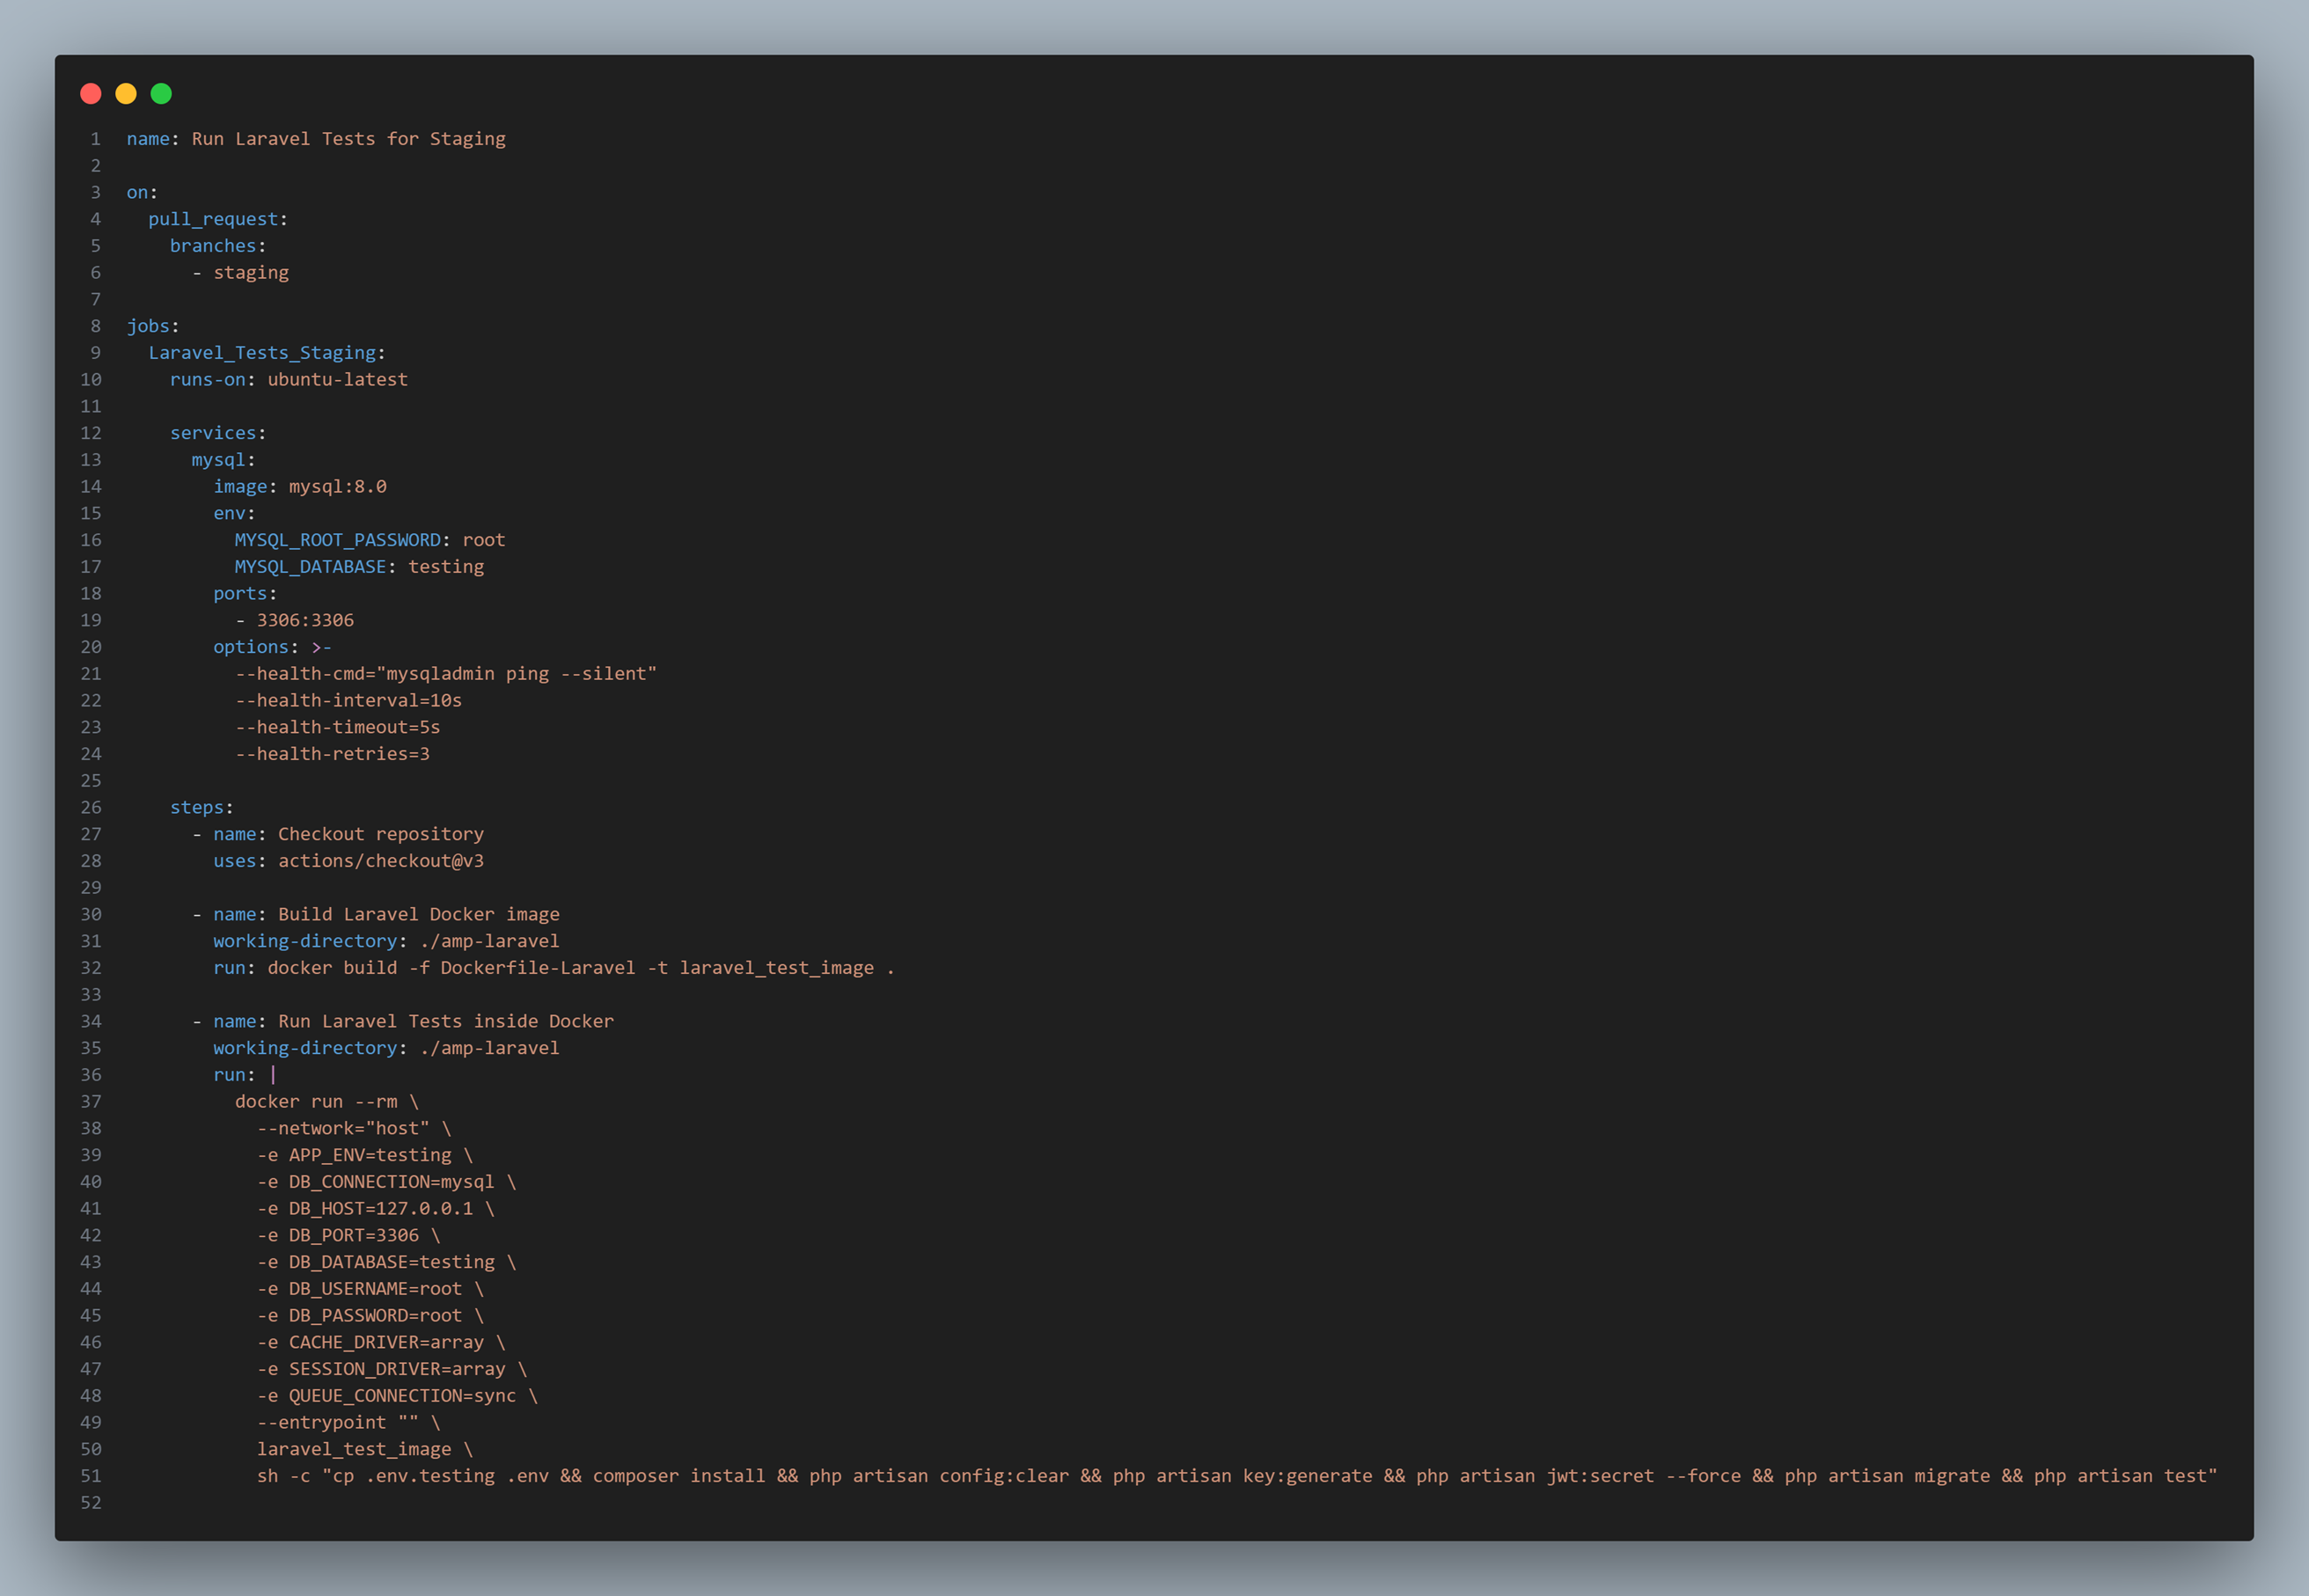 1 name: Run Laravel Tests for Staging
2
3 on:
4   pull_request:
5     branches:
6       - staging
7
8 jobs:
9   Laravel_Tests_Staging:
10     runs-on: ubuntu-latest
11
12     services:
13       mysql:
14         image: mysql:8.0
15         env:
16           MYSQL_ROOT_PASSWORD: root
17           MYSQL_DATABASE: testing
18         ports:
19           - 3306:3306
20         options: >-
21           --health-cmd="mysqladmin ping --silent"
22           --health-interval=10s
23           --health-timeout=5s
24           --health-retries=3
25
26     steps:
27       - name: Checkout repository
28         uses: actions/checkout@v3
29
30       - name: Build Laravel Docker image
31         working-directory: ./amp-laravel
32         run: docker build -f Dockerfile-Laravel -t laravel_test_image .
33
34       - name: Run Laravel Tests inside Docker
35         working-directory: ./amp-laravel
36         run: |
37           docker run --rm \
38             --network="host" \
39             -e APP_ENV=testing \
40             -e DB_CONNECTION=mysql \
41             -e DB_HOST=127.0.0.1 \
42             -e DB_PORT=3306 \
43             -e DB_DATABASE=testing \
44             -e DB_USERNAME=root \
45             -e DB_PASSWORD=root \
46             -e CACHE_DRIVER=array \
47             -e SESSION_DRIVER=array \
48             -e QUEUE_CONNECTION=sync \
49             --entrypoint "" \
50             laravel_test_image \
51             sh -c "cp .env.testing .env && composer install && php artisan config:clear && php artisan key:generate && php artisan jwt:secret --force && php artisan migrate && php artisan test"
52